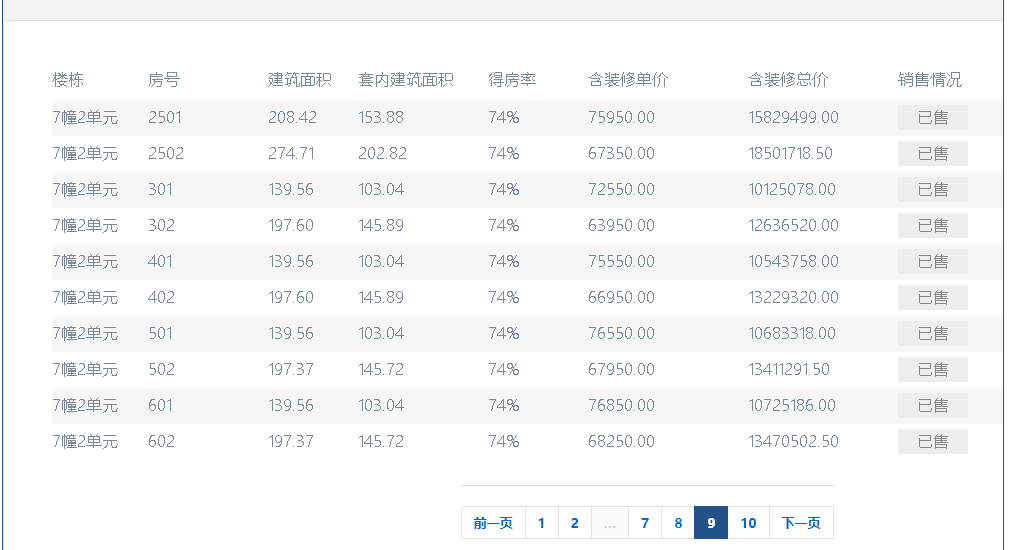 楼栋 房号 建筑面积 套内建筑面积 得房率 含装修单价 含装修总价 销售情况
7幢2单元 2501 208.42 153.88 74% 75950.00 15829499.00 已售
7幢2单元 2502 274.71 202.82 74% 67350.00 18501718.50 已售
7幢2单元 301 139.56 103.04 74% 72550.00 10125078.00 已售
7幢2单元 302 197.60 145.89 74% 63950.00 12636520.00 已售
7幢2单元 401 139.56 103.04 74% 75550.00 10543758.00 已售
7幢2单元 402 197.60 145.89 74% 66950.00 13229320.00 已售
7幢2单元 501 139.56 103.04 74% 76550.00 10683318.00 已售
7幢2单元 502 197.37 145.72 74% 67950.00 13411291.50 已售
7幢2单元 601 139.56 103.04 74% 76850.00 10725186.00 已售
7幢2单元 602 197.37 145.72 74% 68250.00 13470502.50 已售
前一页 1 2 ... 7 8 9 10 下一页